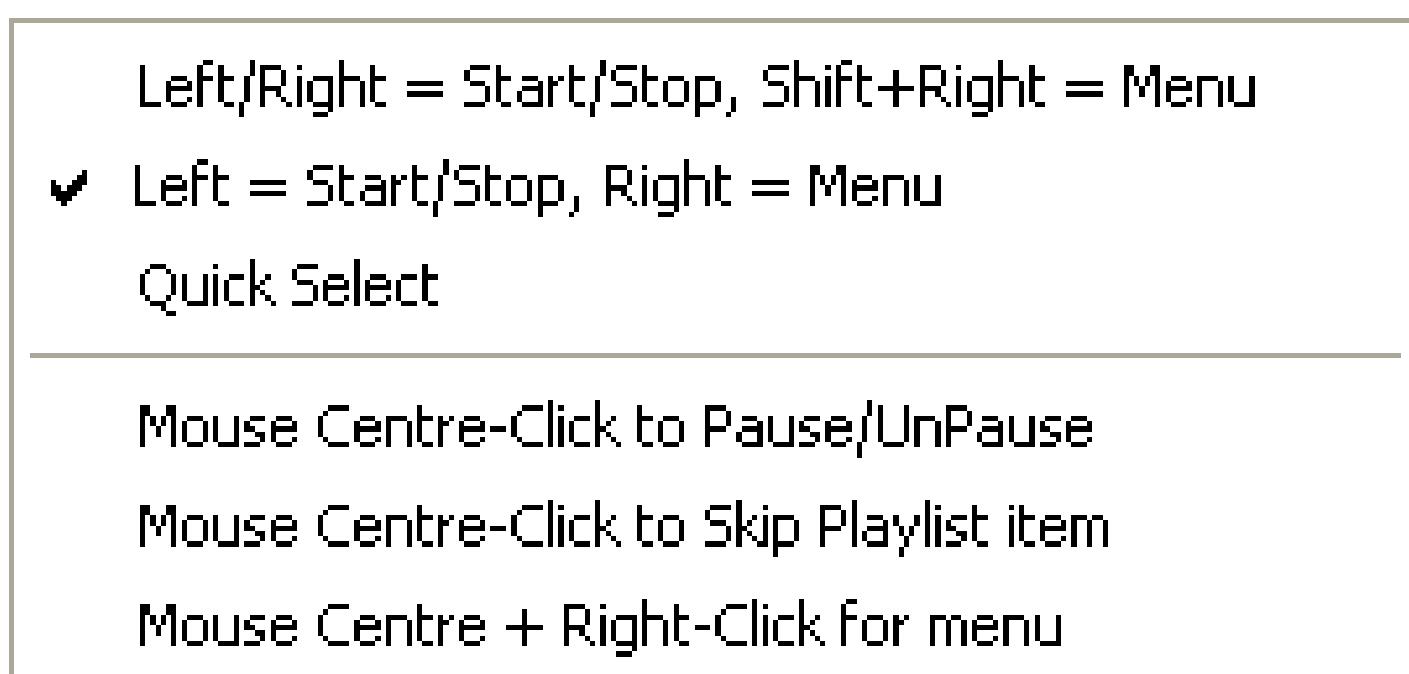 Left/Right = Start/Stop, Shift+Right = Menu
Left = Start/Stop, Right = Menu
Quick Select
Mouse Centre-Click to Pause/UnPause
Mouse Centre-Click to Skip Playlist item
Mouse Centre + Right-Click for menu